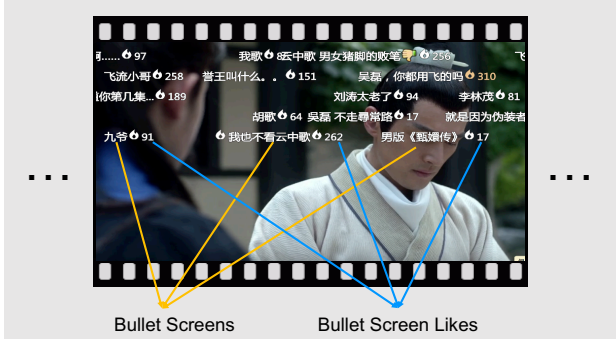 ...... 97 我歌 8 云中歌 男女猪脚的败笔 256 飞
飞流小哥 258 誉王叫什么。。 151 吴磊，你都用飞的吗 310
你第几集... 189 刘涛太老了 94 李林茂 81
胡歌 64 吴磊 不走尋常路 17 就是因为伪装者
九爷 91 我也不看云中歌 262 男版《甄嬛传》 17
... ...
Bullet Screens Bullet Screen Likes